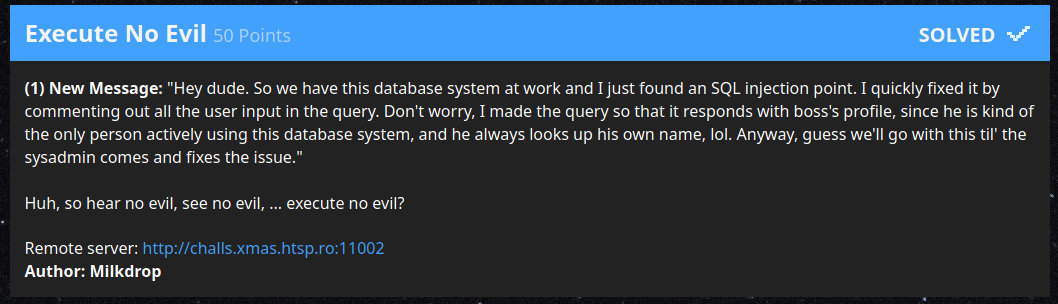 Execute No Evil 50 Points SOLVED
(1) New Message: "Hey dude. So we have this database system at work and I just found an SQL injection point. I quickly fixed it by
commenting out all the user input in the query. Don't worry, I made the query so that it responds with boss's profile, since he is kind of
the only person actively using this database system, and he always looks up his own name, lol. Anyway, guess we'll go with this til' the
sysadmin comes and fixes the issue."
Huh, so hear no evil, see no evil, ... execute no evil?
Remote server: http://challs.xmas.htsp.ro:11002
Author: Milkdrop